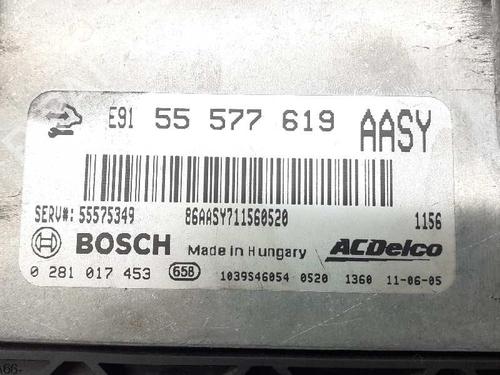 E91 55 577 619 AASY
SERV#: 55575349 86AASY711560520 1156
BOSCH Made in Hungary ACDelco
0 281 017 453 658 1039S46054 0520 1360 11-06-05
A66-